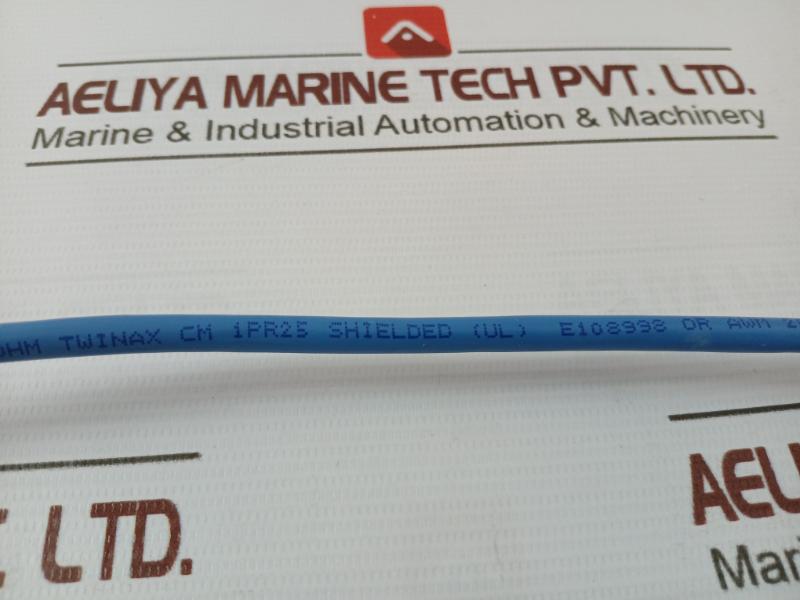 AELIYA MARINE TECH PVT. LTD.
Marine & Industrial Automation & Machinery
OHM TWINAX CM 1PR25 SHIELDED (UL) E108998 OR AWM 2
LTD.
AEL
Mari